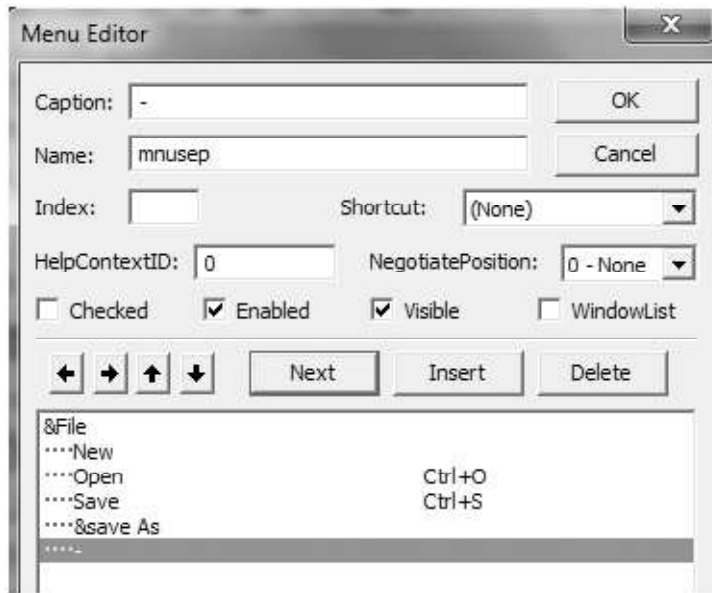 Menu Editor
X
Caption: - OK
Name: mnusep Cancel
Index: Shortcut: (None)
HelpContextID: 0 NegotiatePosition: 0 - None
Checked Enabled Visible WindowList
Next Insert Delete
&File
····New
····Open Ctrl+O
····Save Ctrl+S
····&save As
····-